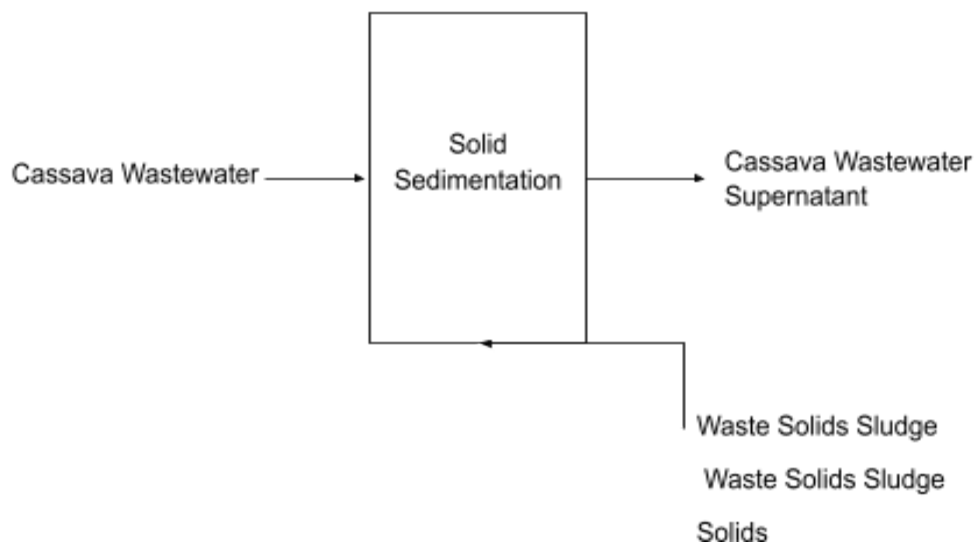 Solid
Sedimentation
Cassava Wastewater
Cassava Wastewater
Supernatant
Waste Solids Sludge
Waste Solids Sludge
Solids